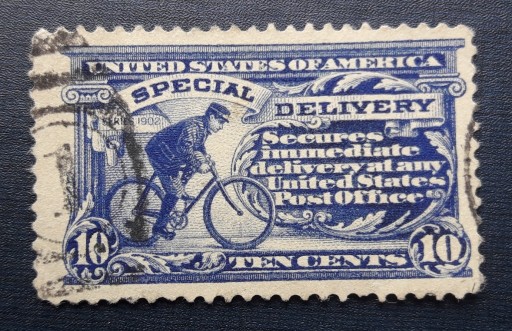 UNITED STATES OF AMERICA
SPECIAL
DELIVERY
SERIES 1902
Secures
immediate
delivery at any
United States
Post Office
10
TEN CENTS
10